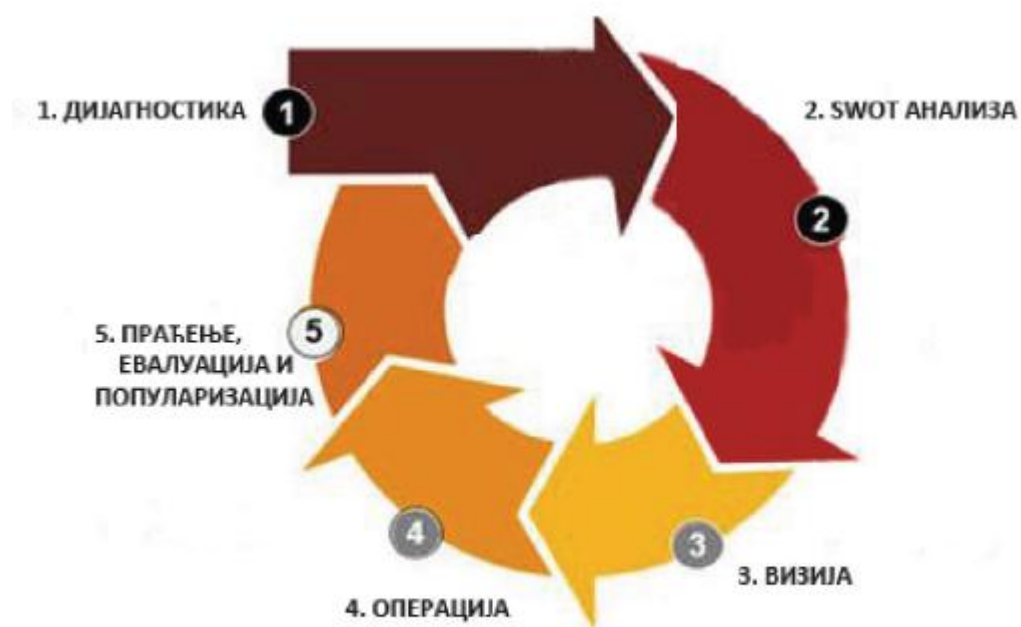 1. ДИЈАГНОСТИКА
1
2. SWOT АНАЛИЗА
2
5. ПРАЋЕЊЕ,
ЕВАЛУАЦИЈА И
ПОПУЛАРИЗАЦИЈА
5
4
3
3. ВИЗИЈА
4. ОПЕРАЦИЈА